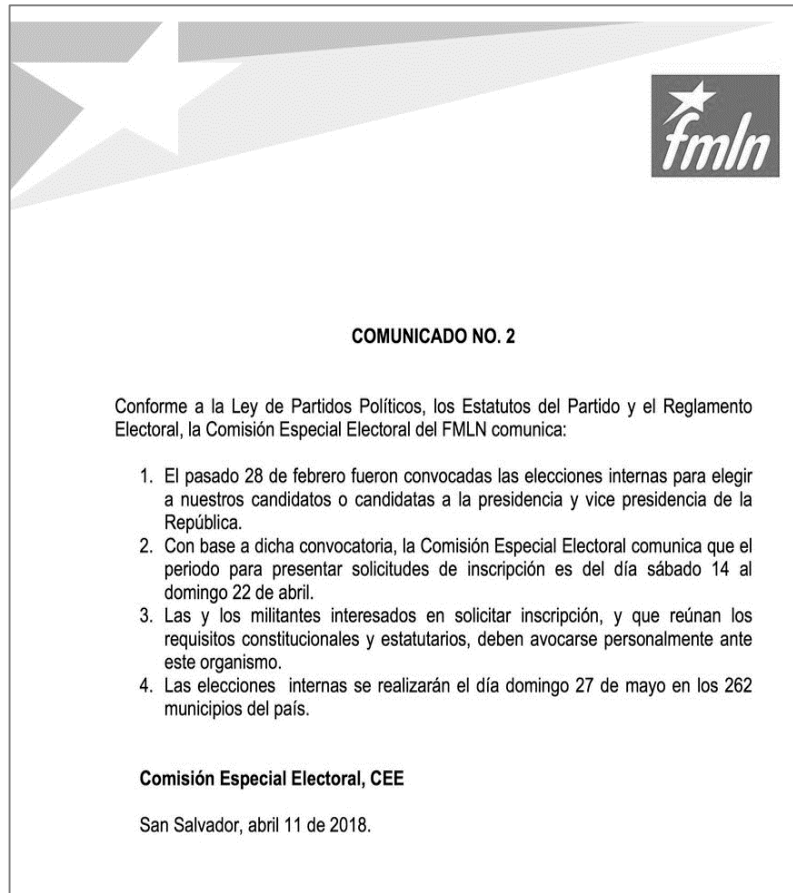 fmln
COMUNICADO NO. 2
Conforme a la Ley de Partidos Políticos, los Estatutos del Partido y el Reglamento
Electoral, la Comisión Especial Electoral del FMLN comunica:
1. El pasado 28 de febrero fueron convocadas las elecciones internas para elegir
a nuestros candidatos o candidatas a la presidencia y vice presidencia de la
República.
2. Con base a dicha convocatoria, la Comisión Especial Electoral comunica que el
periodo para presentar solicitudes de inscripción es del día sábado 14 al
domingo 22 de abril.
3. Las y los militantes interesados en solicitar inscripción, y que reúnan los
requisitos constitucionales y estatutarios, deben avocarse personalmente ante
este organismo.
4. Las elecciones internas se realizarán el día domingo 27 de mayo en los 262
municipios del país.
Comisión Especial Electoral, CEE
San Salvador, abril 11 de 2018.